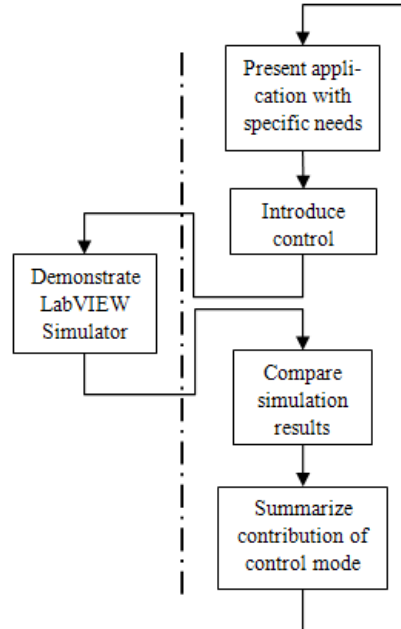 Present appli-
cation with
specific needs
Introduce
control
Demonstrate
LabVIEW
Simulator
Compare
simulation
results
Summarize
contribution of
control mode